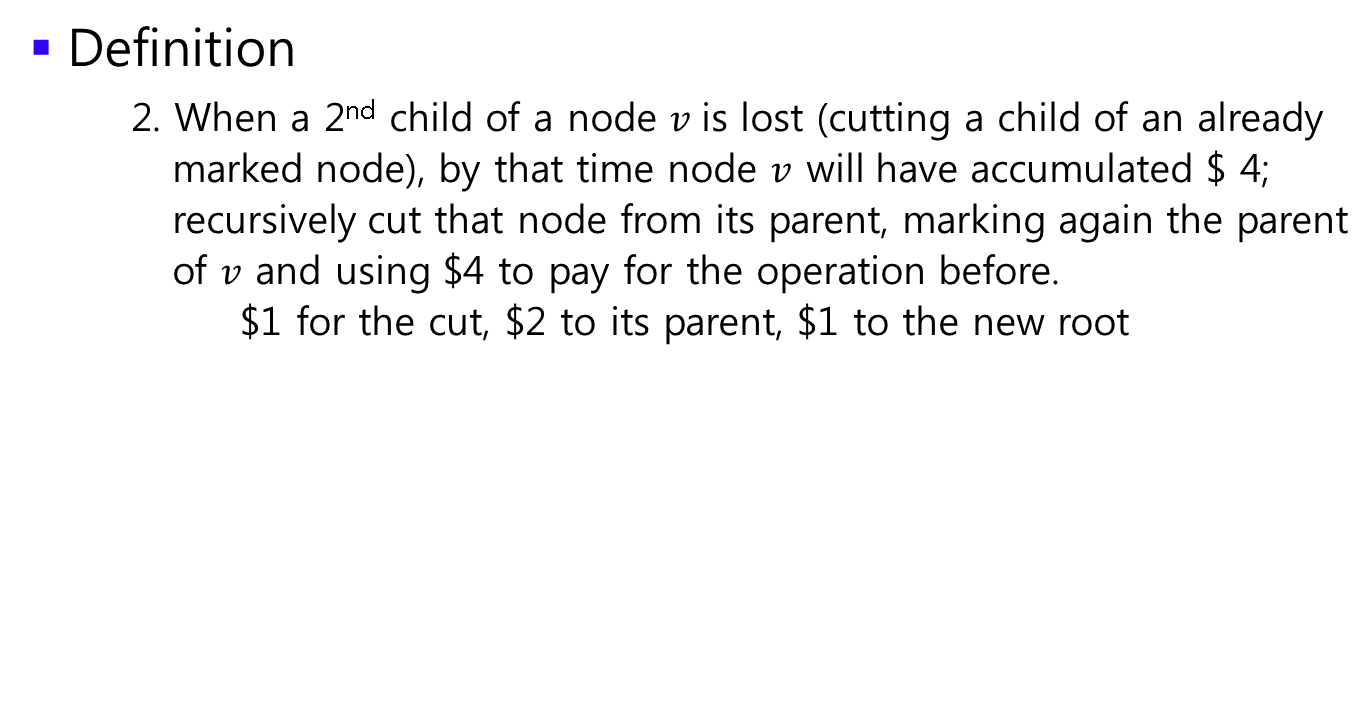 ▪ Definition
2. When a 2nd child of a node v is lost (cutting a child of an already
marked node), by that time node v will have accumulated $ 4;
recursively cut that node from its parent, marking again the parent
of v and using $4 to pay for the operation before.
$1 for the cut, $2 to its parent, $1 to the new root